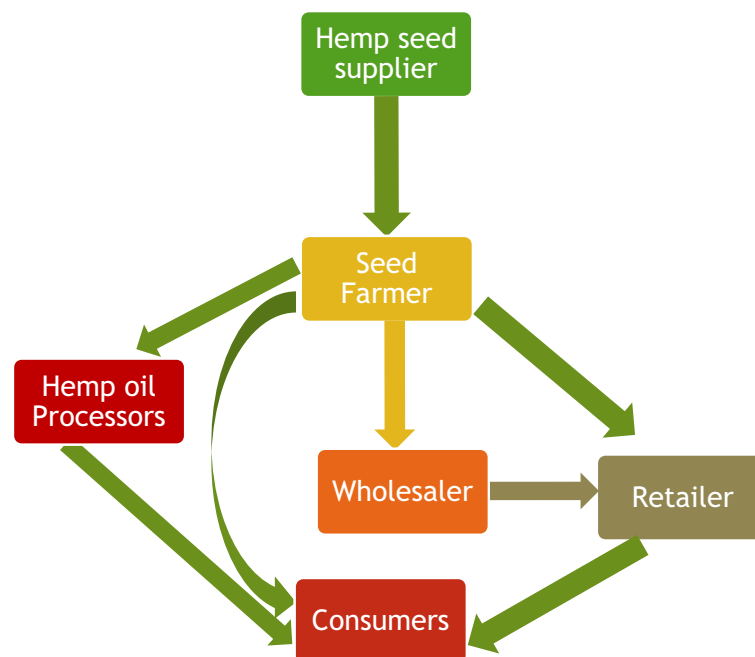 Hemp seed
supplier
Seed
Farmer
Hemp oil
Processors
Wholesaler
Retailer
Consumers